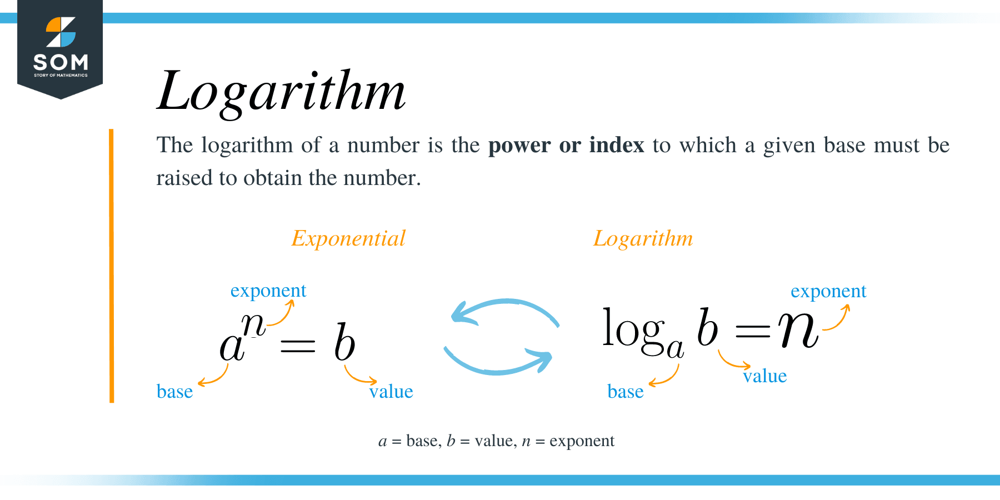 SOM
STORY OF MATHEMATICS
Logarithm
The logarithm of a number is the power or index to which a given base must be
raised to obtain the number.
Exponential
Logarithm
exponent
aⁿ = b
base
value
exponent
logₐ b = n
base
value
a = base, b = value, n = exponent